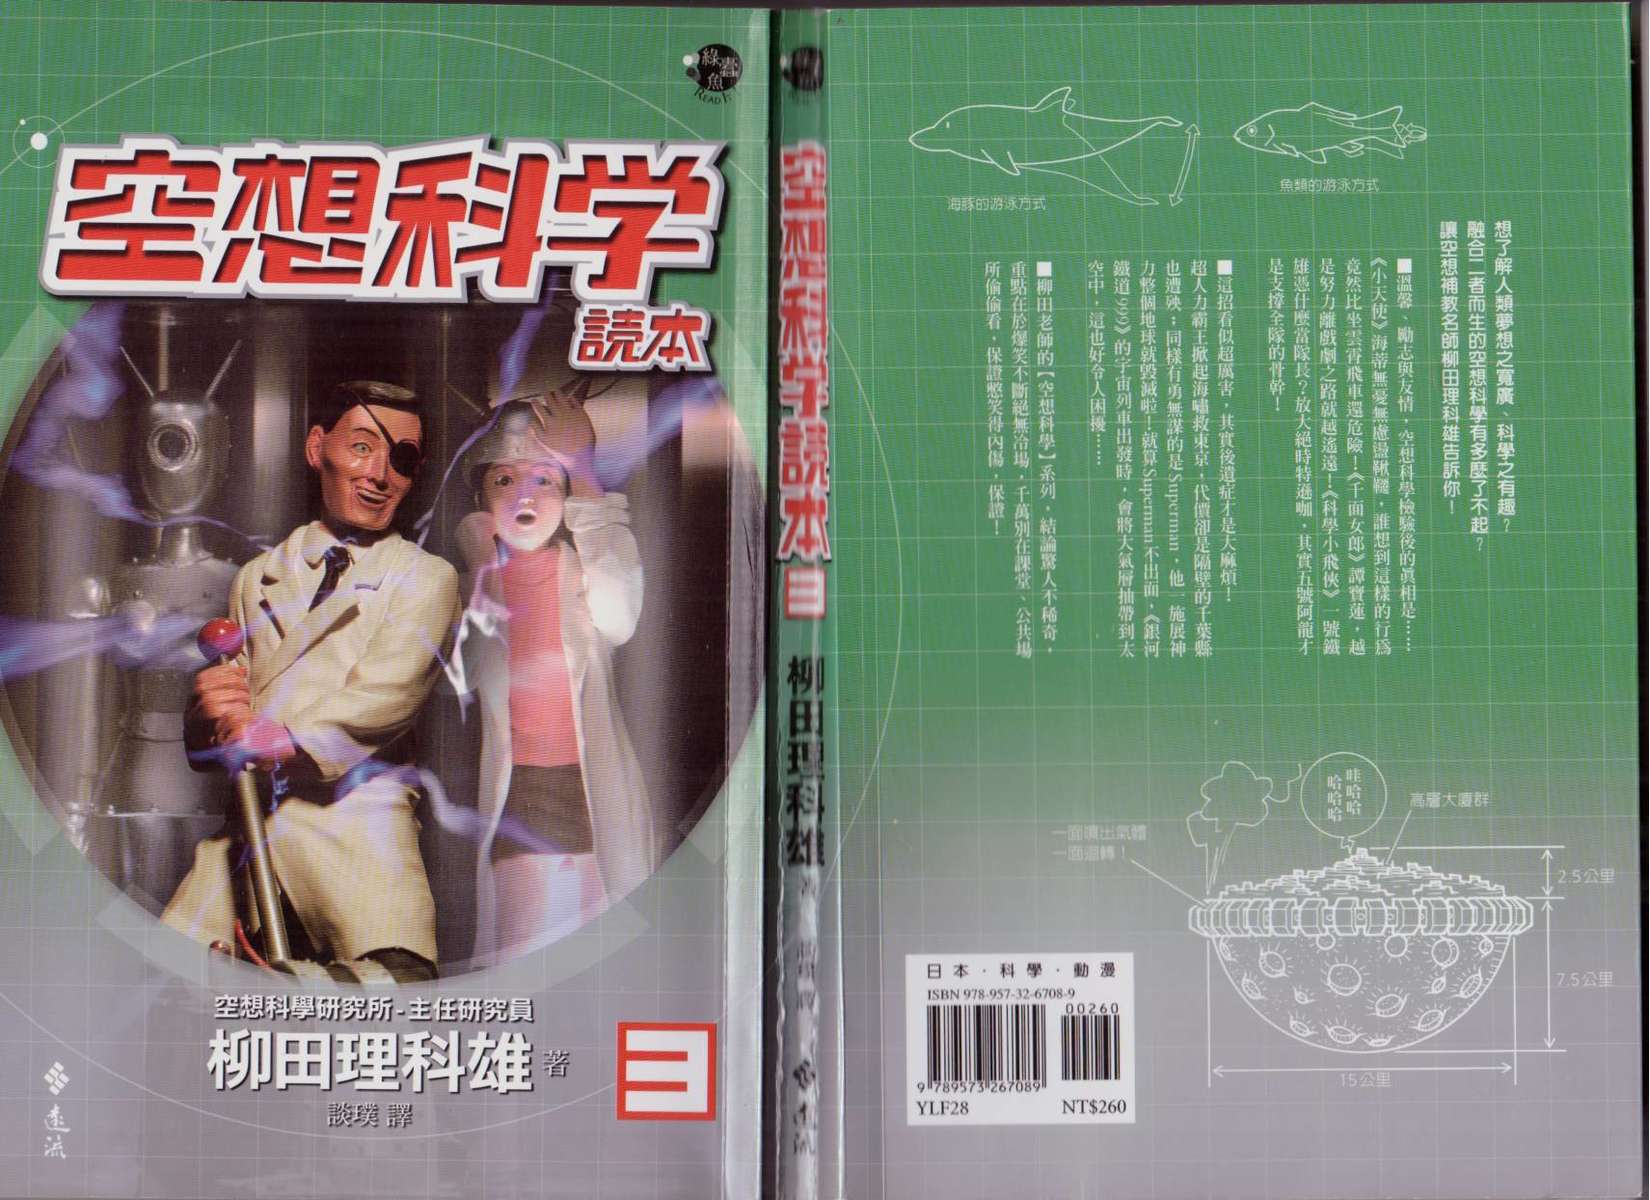 綠蠹魚
READ IT
空想科学
読本
空想科學研究所-主任研究員
柳田理科雄 著
談璞 譯
3
遠流
空想科学読本 3
柳田理科雄
遠流
海豚的游泳方式
魚類的游泳方式
想了解人類夢想之寬廣、科學之有趣?
融合二者而生的空想科學有多麼了不起?
讓空想補教名師柳田理科雄告訴你!
■溫馨、勵志與友情,空想科學檢驗後的真相是……
《小天使》海蒂無憂無慮盪鞦韆,誰想到這樣的行為
竟然比坐雲霄飛車還危險!《千面女郎》譚寶蓮,越
是努力離戲劇之路就越遙遠!《科學小飛俠》一號鐵
雄憑什麼當隊長?放大絕時特遜咖,其實五號阿龍才
是支撐全隊的骨幹!
■這招看似超厲害,其實後遺症才是大麻煩!
超人力霸王掀起海嘯救東京,代價卻是隔壁的千葉縣
也遭殃;同樣有勇無謀的是Superman,他一施展神
力整個地球就毀滅啦!就算Superman不出面,《銀河
鐵道999》的宇宙列車出發時,會將大氣層抽帶到太
空中,這也好令人困擾……
■柳田老師的【空想科學】系列,結論驚人不稀奇,
重點在於爆笑不斷絕無冷場,千萬別在課堂、公共場
所偷偷看,保證憋笑得內傷,保證!
哇哈哈
哈哈哈
高層大廈群
一面噴出氣體
一面迴轉!
2.5公里
7.5公里
15公里
日本·科學·動漫
ISBN 978-957-32-6708-9
00260
9 789573 267089
YLF28
NT$260